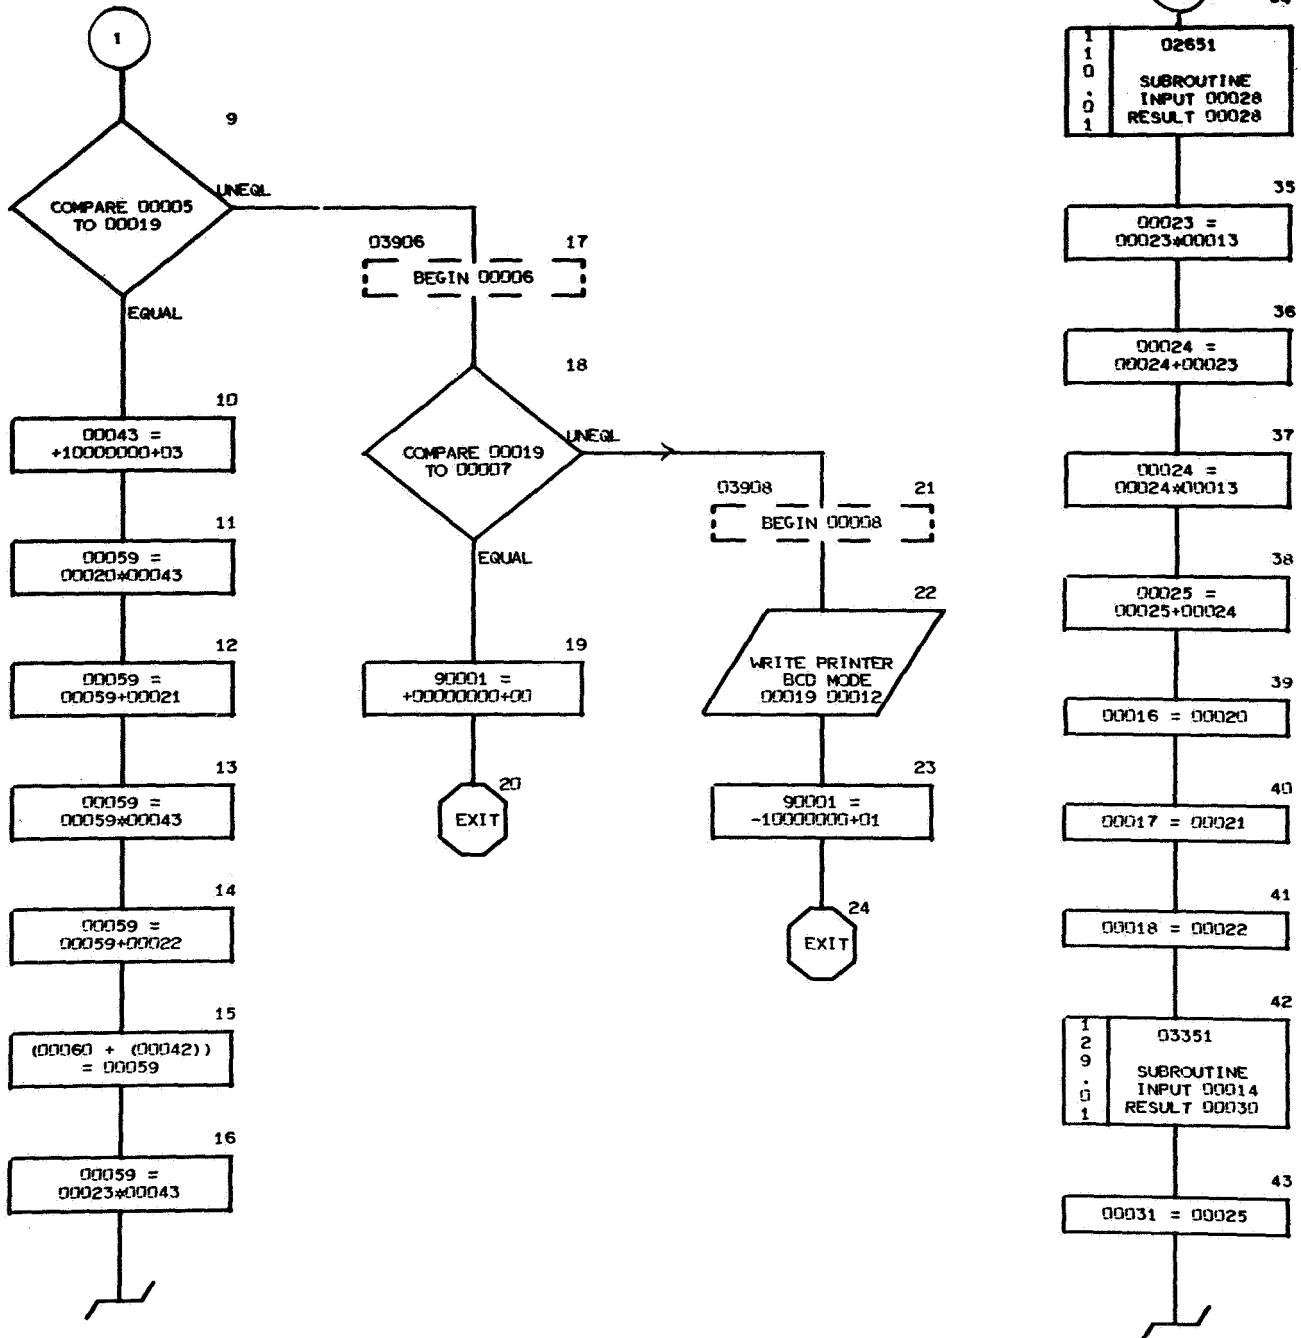 1
9
COMPARE 00005
TO 00019
UNEQL
EQUAL
10
00043 =
+10000000+03
11
00059 =
00020*00043
12
00059 =
00059+00021
13
00059 =
00059*00043
14
00059 =
00059+00022
15
(00060 + (00042))
= 00059
16
00059 =
00023*00043
03906
17
BEGIN 00006
18
COMPARE 00019
TO 00007
UNEQL
EQUAL
19
90001 =
+00000000+00
20
EXIT
03908
21
BEGIN 00008
22
WRITE PRINTER
BCD MODE
00019 00012
23
90001 =
-10000000+01
24
EXIT
110.01
02651
SUBROUTINE
INPUT 00028
RESULT 00028
35
00023 =
00023*00013
36
00024 =
00024+00023
37
00024 =
00024*00013
38
00025 =
00025+00024
39
00016 = 00020
40
00017 = 00021
41
00018 = 00022
42
129.01
03351
SUBROUTINE
INPUT 00014
RESULT 00030
43
00031 = 00025